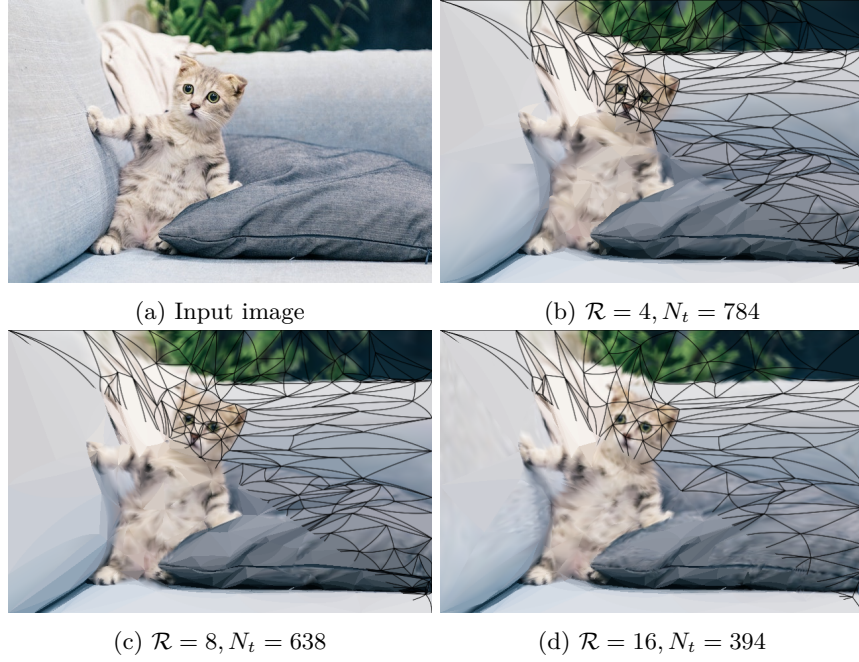 (a) Input image
(b) $\mathcal{R} = 4, N_t = 784$
(c) $\mathcal{R} = 8, N_t = 638$
(d) $\mathcal{R} = 16, N_t = 394$